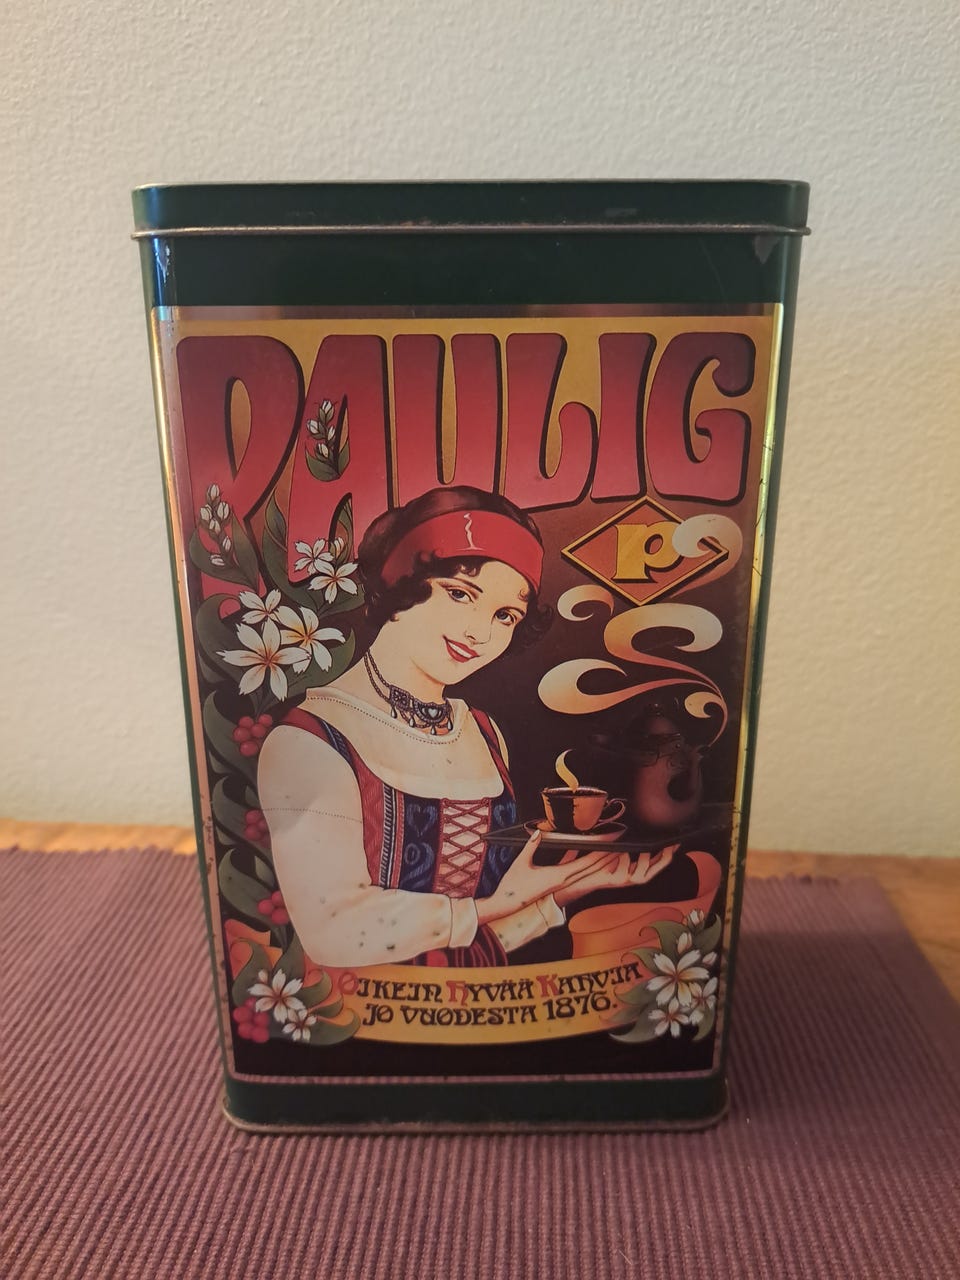 PAULIG
P
OIKEIN HYVÄÄ KAHVIA
JO VUODESTA 1876.